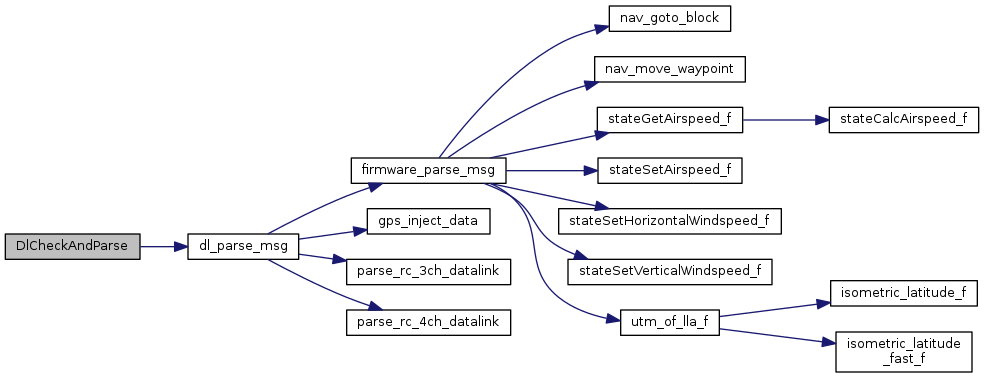 nav_goto_block
nav_move_waypoint
stateGetAirspeed_f
stateCalcAirspeed_f
firmware_parse_msg
stateSetAirspeed_f
gps_inject_data
stateSetHorizontalWindspeed_f
DlCheckAndParse
dl_parse_msg
parse_rc_3ch_datalink
stateSetVerticalWindspeed_f
isometric_latitude_f
parse_rc_4ch_datalink
utm_of_lla_f
isometric_latitude
_fast_f